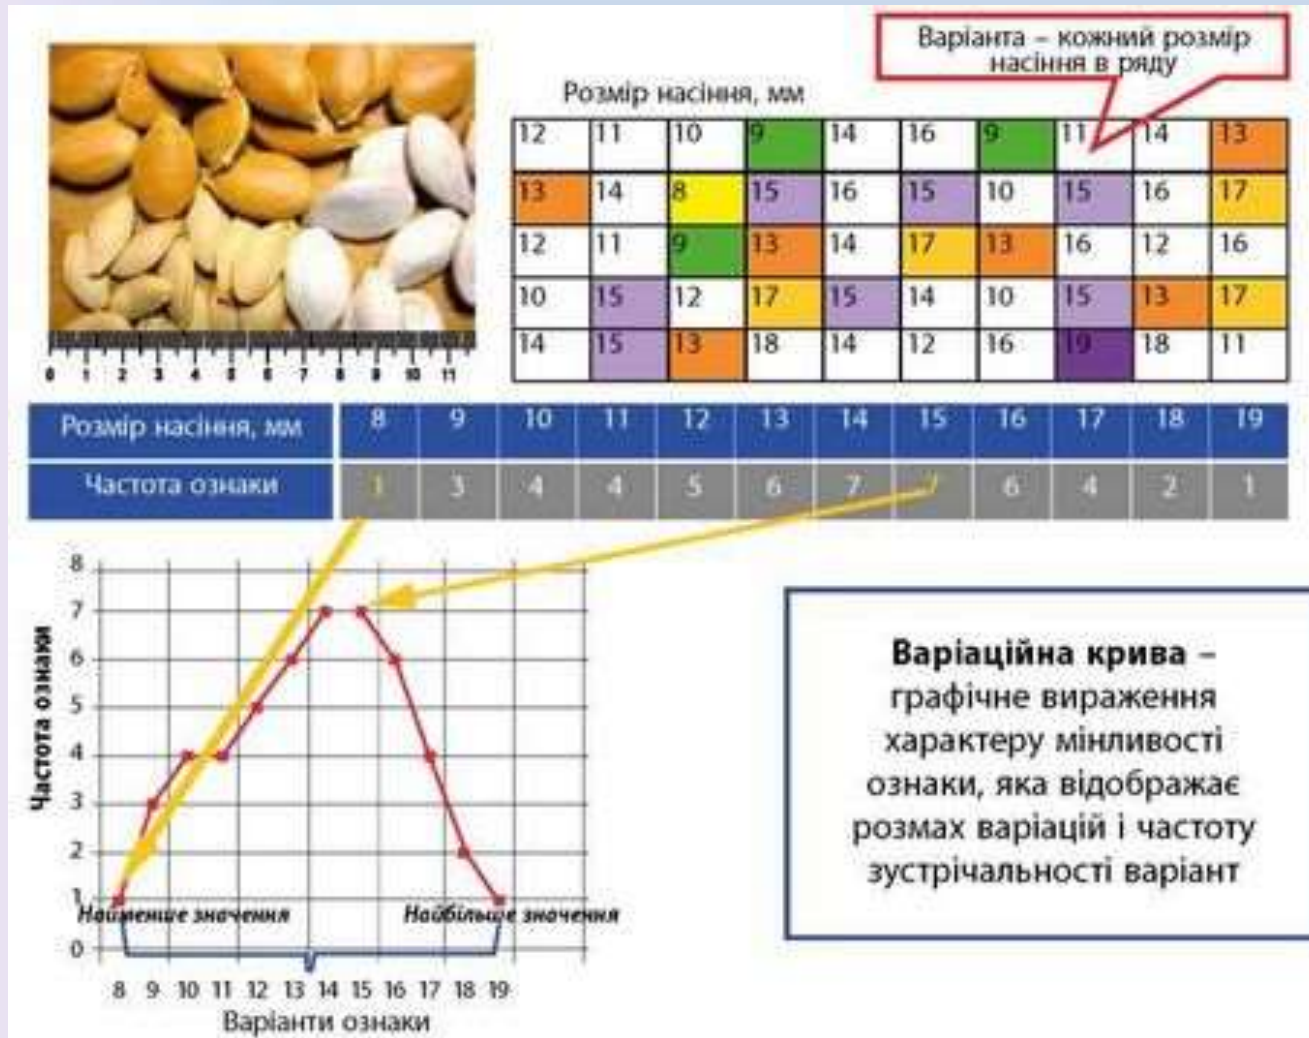 Варіанта – кожний розмір
насіння в ряду
Розмір насіння, мм
12 11 10 9 14 16 9 11 14 13
13 14 8 15 16 15 10 15 16 17
12 11 9 13 14 17 13 16 12 16
10 15 12 17 15 14 10 15 13 17
14 15 13 18 14 12 16 19 18 11
0 1 2 3 4 5 6 7 8 9 10 11
Розмір насіння, мм 8 9 10 11 12 13 14 15 16 17 18 19
Частота ознаки 1 3 4 4 5 6 7 7 6 4 2 1
Частота ознаки
8
7
6
5
4
3
2
1
0
Найменше значення Найбільше значення
8 9 10 11 12 13 14 15 16 17 18 19
Варіанти ознаки
Варіаційна крива –
графічне вираження
характеру мінливості
ознаки, яка відображає
розмах варіацій і частоту
зустрічальності варіант